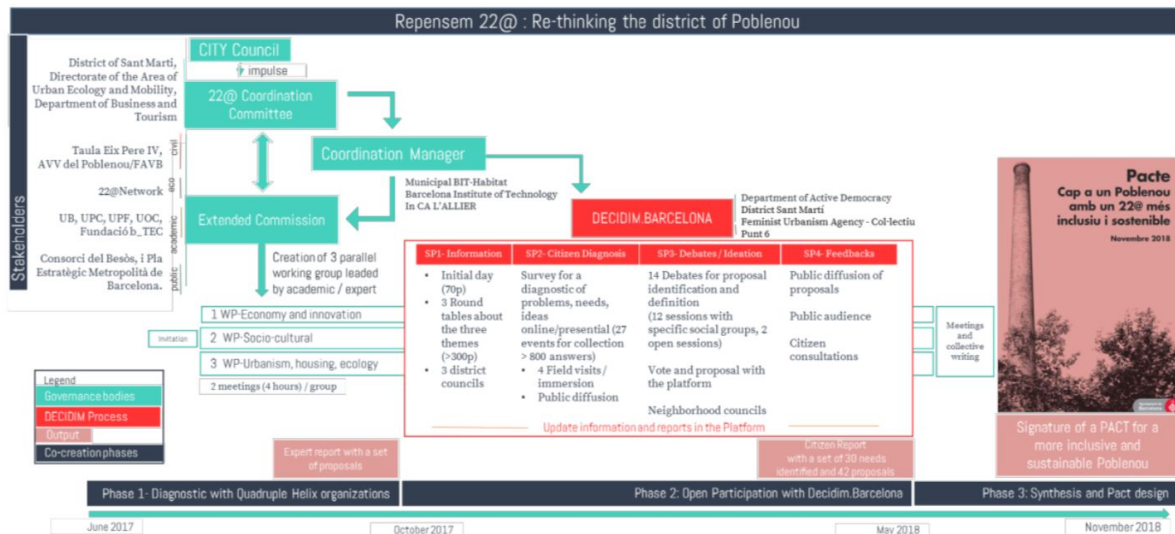 Repensem 22@ : Re-thinking the district of Poblenou
Stakeholders
District of Sant Martí,
Directorate of the Area of
Urban Ecology and Mobility,
Department of Business and
Tourism
Taula Eix Pere IV,
AVV del Poblenou/FAVB
22@Network
UB, UPC, UPF, UOC,
Fundació b_TEC
Consorci del Besòs, i Pla
Estratègic Metropolità de
Barcelona.
civil
eco
academic
public
CITY Council
impulse
22@ Coordination
Committee
Coordination Manager
Municipal BIT-Habitat
Barcelona Institute of Technology
In CA L'ALLIER
Extended Commission
Creation of 3 parallel
working group leaded
by academic / expert
Invitation
1 WP-Economy and innovation
2 WP-Socio-cultural
3 WP-Urbanism, housing, ecology
2 meetings (4 hours) / group
DECIDIM.BARCELONA
Department of Active Democracy
District Sant Martí
Feminist Urbanism Agency - Col·lectiu
Punt 6
SP1- Information
• Initial day
(70p)
• 3 Round
tables about
the three
themes
(>300p)
• 3 district
councils
SP2- Citizen Diagnosis
Survey for a
diagnostic of
problems, needs,
ideas
online/presential (27
events for collection
> 800 answers)
• 4 Field visits /
immersion
• Public diffusion
SP3- Debates / Ideation
14 Debates for proposal
identification and
definition
(12 sessions with
specific social groups, 2
open sessions)
Vote and proposal with
the platform
Neighborhood councils
SP4- Feedbacks
Public diffusion of
proposals
Public audience
Citizen
consultations
Update information and reports in the Platform
Meetings
and
collective
writing
Pacte
Cap a un Poblenou
amb un 22@ més
inclusiu i sostenible
Novembre 2018
Signature of a PACT for a
more inclusive and
sustainable Poblenou
Legend
Governance bodies
DECIDIM Process
Output
Co-creation phases
Expert report with a set
of proposals
Citizen Report
with a set of 30 needs
identified and 42 proposals
Phase 1- Diagnostic with Quadruple Helix organizations
Phase 2: Open Participation with Decidim.Barcelona
Phase 3: Synthesis and Pact design
June 2017
October 2017
May 2018
November 2018